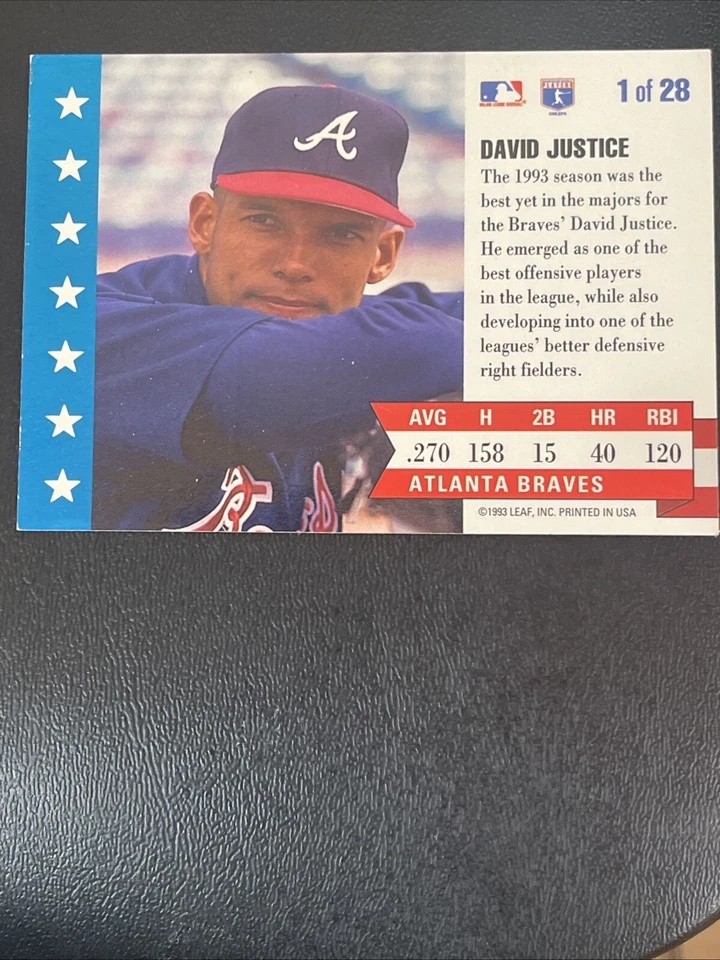 1 of 28
DAVID JUSTICE
The 1993 season was the
best yet in the majors for
the Braves' David Justice.
He emerged as one of the
best offensive players
in the league, while also
developing into one of the
leagues' better defensive
right fielders.
AVG H 2B HR RBI
.270 158 15 40 120
ATLANTA BRAVES
©1993 LEAF, INC. PRINTED IN USA
A